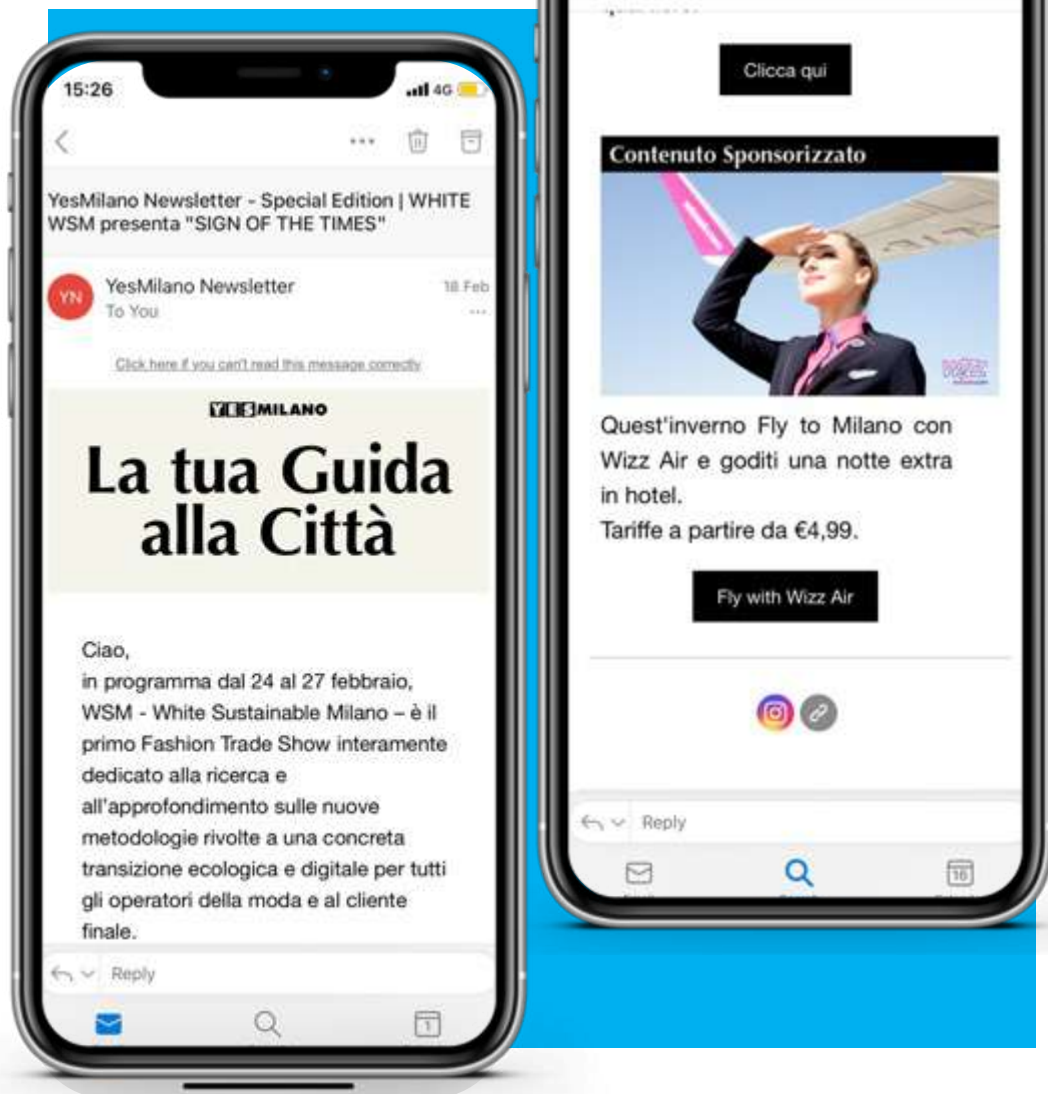 15:26
4G
YesMilano Newsletter - Special Edition | WHITE
WSM presenta "SIGN OF THE TIMES"
YN
YesMilano Newsletter
18 Feb
To You
Click here if you can't read this message correctly
YESMILANO
La tua Guida
alla Città
Ciao,
in programma dal 24 al 27 febbraio,
WSM - White Sustainable Milano – è il
primo Fashion Trade Show interamente
dedicato alla ricerca e
all'approfondimento sulle nuove
metodologie rivolte a una concreta
transizione ecologica e digitale per tutti
gli operatori della moda e al cliente
finale.
Reply
1
Clicca qui
Contenuto Sponsorizzato
Quest'inverno Fly to Milano con
Wizz Air e goditi una notte extra
in hotel.
Tariffe a partire da €4,99.
Fly with Wizz Air
Reply
16